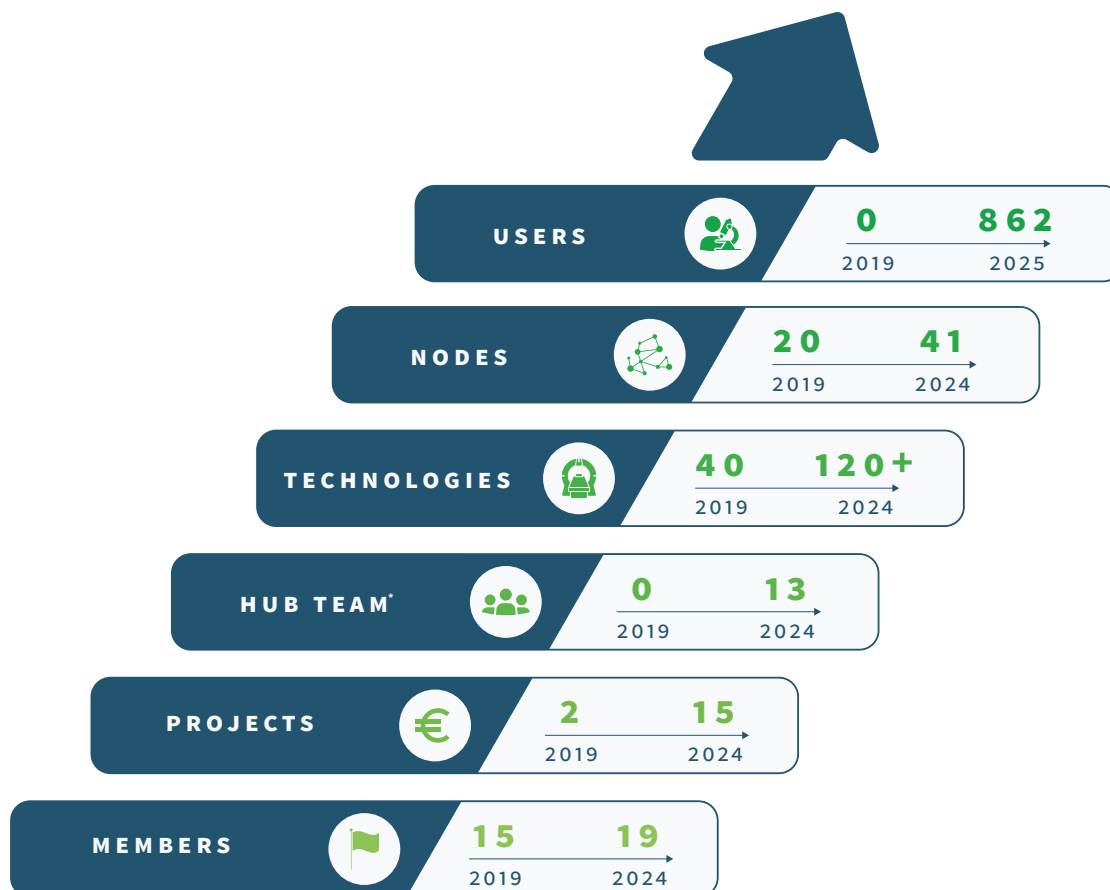 USERS
0 862
2019 2025
NODES
20 41
2019 2024
TECHNOLOGIES
40 120+
2019 2024
HUB TEAM*
0 13
2019 2024
PROJECTS
€
2 15
2019 2024
MEMBERS
15 19
2019 2024